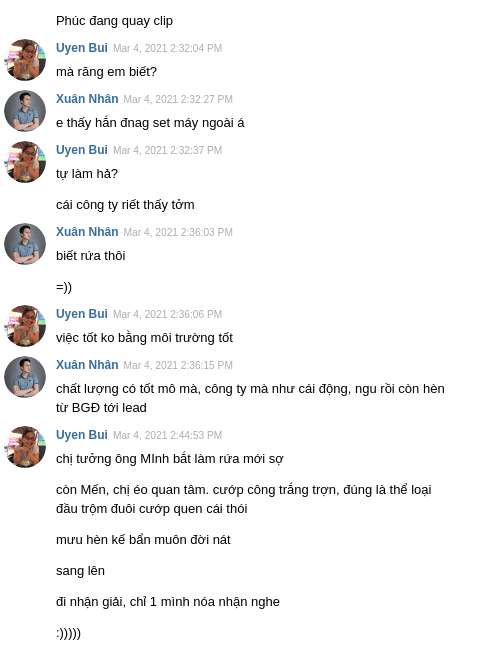 Phúc đang quay clip
Uyen Bui Mar 4, 2021 2:32:04 PM
mà răng em biết?
Xuân Nhân Mar 4, 2021 2:32:27 PM
e thấy hắn đnag set máy ngoài á
Uyen Bui Mar 4, 2021 2:32:37 PM
tự làm hả?
cái công ty riết thấy tởm
Xuân Nhân Mar 4, 2021 2:36:03 PM
biết rứa thôi
=))
Uyen Bui Mar 4, 2021 2:36:06 PM
việc tốt ko bằng môi trường tốt
Xuân Nhân Mar 4, 2021 2:36:15 PM
chất lượng có tốt mô mà, công ty mà như cái động, ngu rồi còn hèn
từ BGĐ tới lead
Uyen Bui Mar 4, 2021 2:44:53 PM
chị tưởng ông MInh bắt làm rứa mới sợ
còn Mến, chị éo quan tâm. cướp công trắng trợn, đúng là thể loại
đầu trộm đuôi cướp quen cái thói
mưu hèn kế bẩn muôn đời nát
sang lên
đi nhận giải, chỉ 1 mình nóa nhận nghe
:)))))